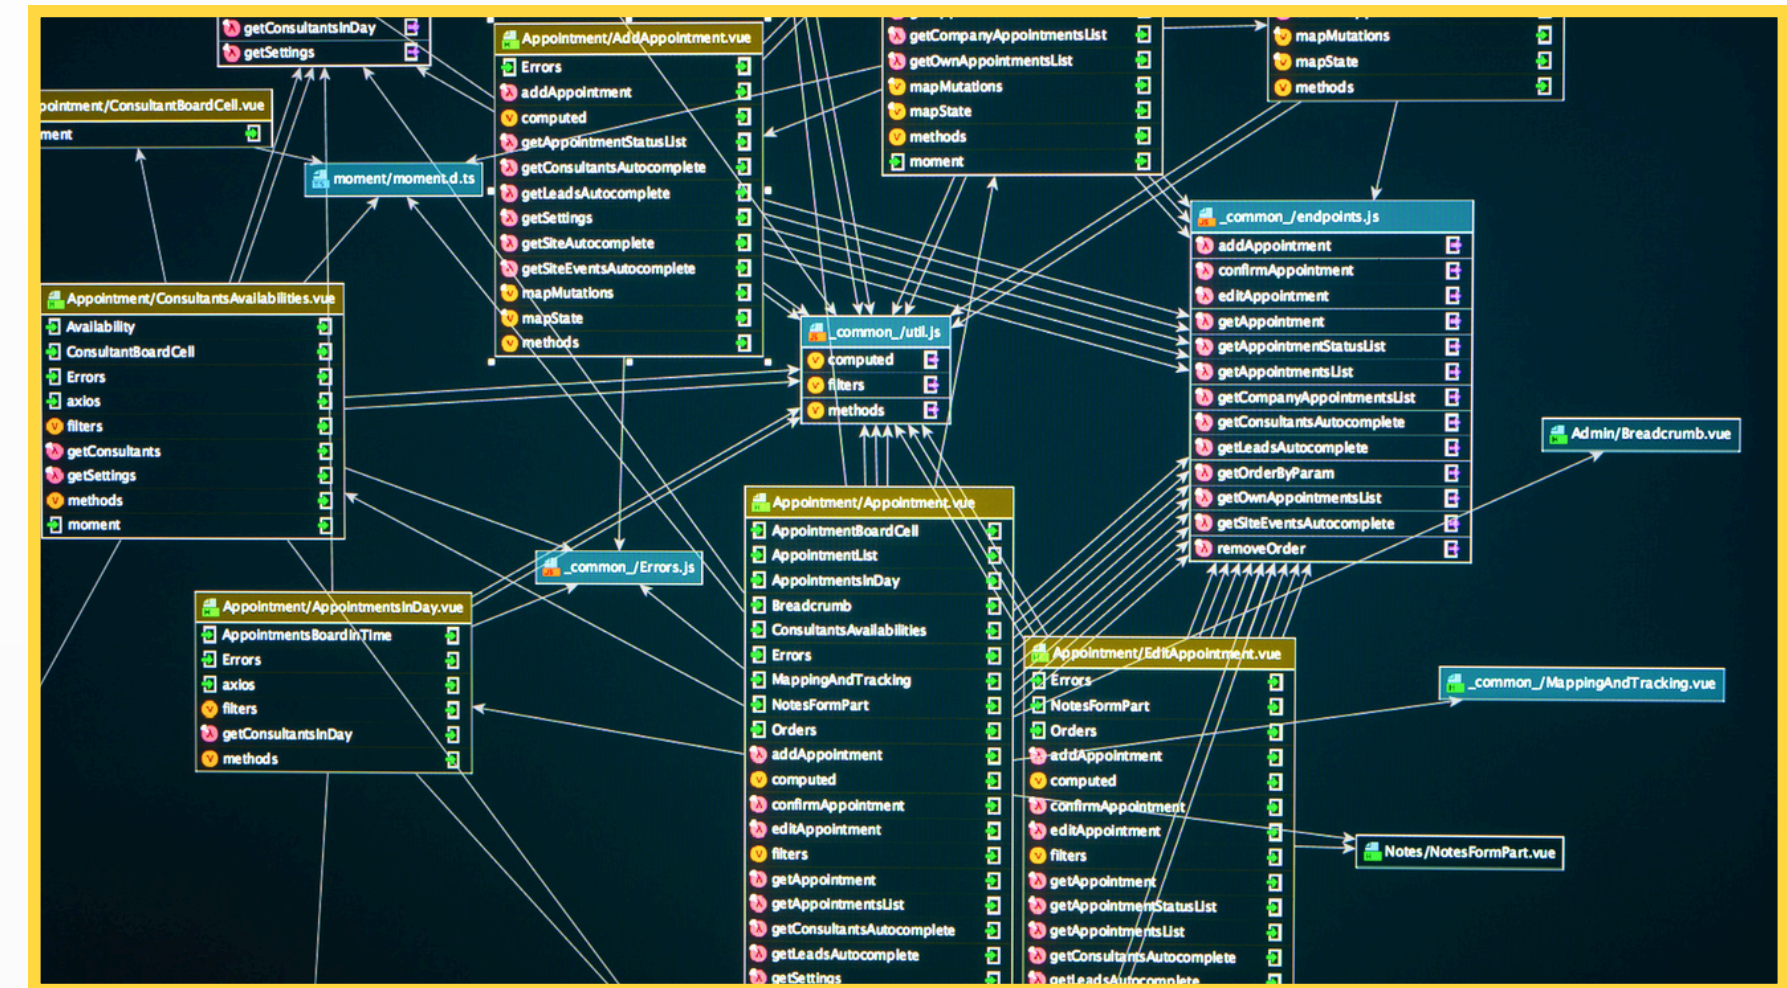 getConsultantsInDay
getSettings
pointment/ConsultantBoardCell.vue
ment
moment/moment.d.ts
Appointment/AddAppointment.vue
Errors
addAppointment
computed
getAppointmentStatusList
getConsultantsAutocomplete
getLeadsAutocomplete
getSettings
getSiteAutocomplete
getSiteEventsAutocomplete
mapMutations
mapState
methods
getCompanyAppointmentsList
getOwnAppointmentsList
mapMutations
mapState
methods
moment
mapMutations
mapState
methods
_common_/endpoints.js
addAppointment
confirmAppointment
editAppointment
getAppointment
getAppointmentStatusList
getAppointmentsList
getCompanyAppointmentsList
getConsultantsAutocomplete
getLeadsAutocomplete
getOrderByParam
getOwnAppointmentsList
getSiteEventsAutocomplete
removeOrder
Appointment/ConsultantsAvailabilities.vue
Availability
ConsultantBoardCell
Errors
axios
filters
getConsultants
getSettings
methods
moment
_common_/util.js
computed
filters
methods
Admin/Breadcrumb.vue
_common_/Errors.js
Appointment/AppointmentsInDay.vue
AppointmentsBoardInTime
Errors
axios
filters
getConsultantsInDay
methods
Appointment/Appointment.vue
AppointmentBoardCell
AppointmentList
AppointmentsInDay
Breadcrumb
ConsultantsAvailabilities
Errors
MappingAndTracking
NotesFormPart
Orders
addAppointment
computed
confirmAppointment
editAppointment
filters
getAppointment
getAppointmentsList
getConsultantsAutocomplete
getLeadsAutocomplete
getSettings
Appointment/EditAppointment.vue
Errors
NotesFormPart
Orders
addAppointment
computed
confirmAppointment
editAppointment
filters
getAppointment
getAppointmentStatusList
getAppointmentsList
getConsultantsAutocomplete
getLeadsAutocomplete
_common_/MappingAndTracking.vue
Notes/NotesFormPart.vue